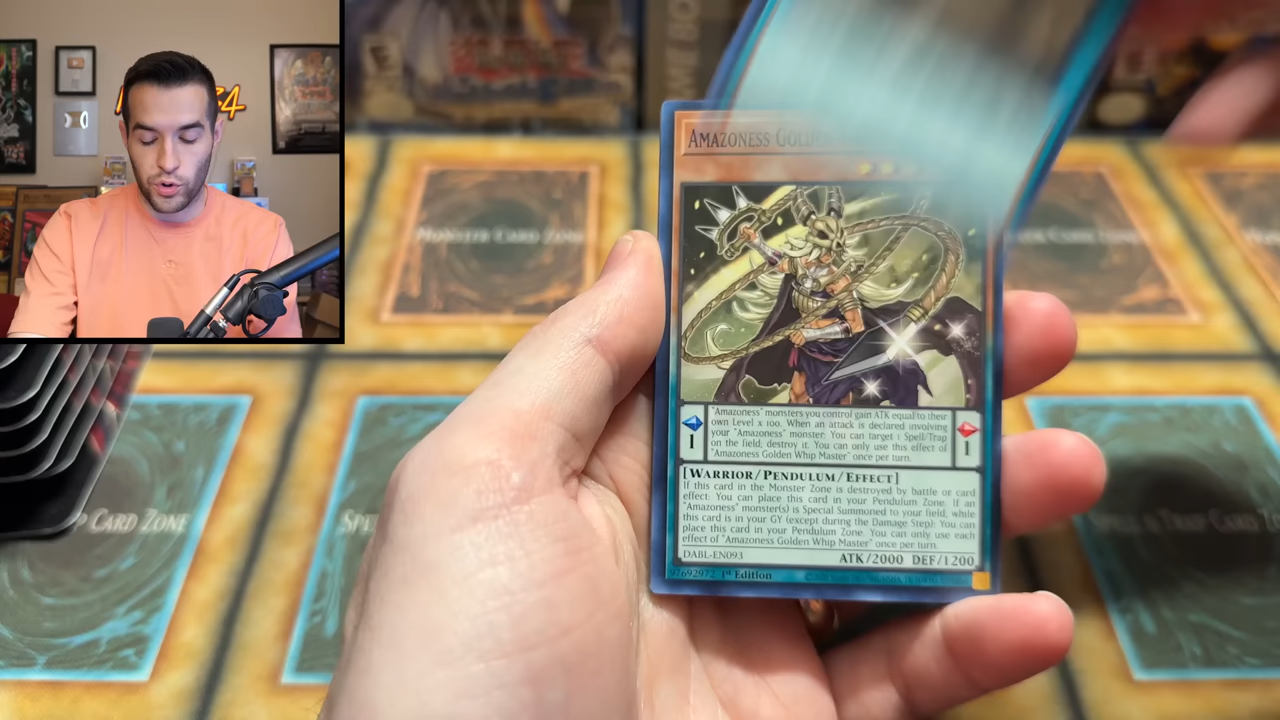 Amazoness Gold
Monster Card Zone
"Amazoness" monsters you control gain ATK equal to their
own Level x 100. When an attack is declared involving
your "Amazoness" monster: You can target 1 Spell/Trap
on the field; destroy it. You can only use this effect of
"Amazoness Golden Whip Master" once per turn.
1
1
[Warrior/Pendulum/Effect]
If this card in the Monster Zone is destroyed by battle or card
effect: You can place this card in your Pendulum Zone. If an
"Amazoness" monster(s) is Special Summoned to your field, while
this card is in your GY (except during the Damage Step): You can
place this card in your Pendulum Zone. You can only use each
effect of "Amazoness Golden Whip Master" once per turn.
DABL-EN093
ATK/2000 DEF/1200
97692972 1st Edition
Card Zone